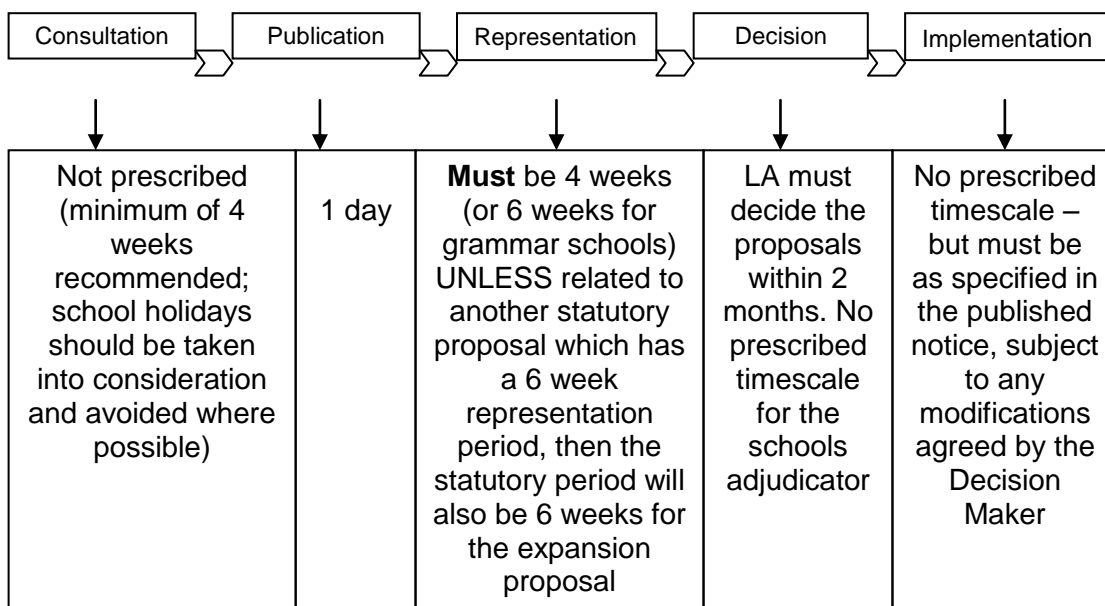 Consultation
Publication
Representation
Decision
Implementation
Not prescribed
(minimum of 4
weeks
recommended;
school holidays
should be taken
into consideration
and avoided where
possible)
1 day
Must be 4 weeks
(or 6 weeks for
grammar schools)
UNLESS related to
another statutory
proposal which has
a 6 week
representation
period, then the
statutory period will
also be 6 weeks for
the expansion
proposal
LA must
decide the
proposals
within 2
months. No
prescribed
timescale
for the
schools
adjudicator
No prescribed
timescale –
but must be
as specified in
the published
notice, subject
to any
modifications
agreed by the
Decision
Maker